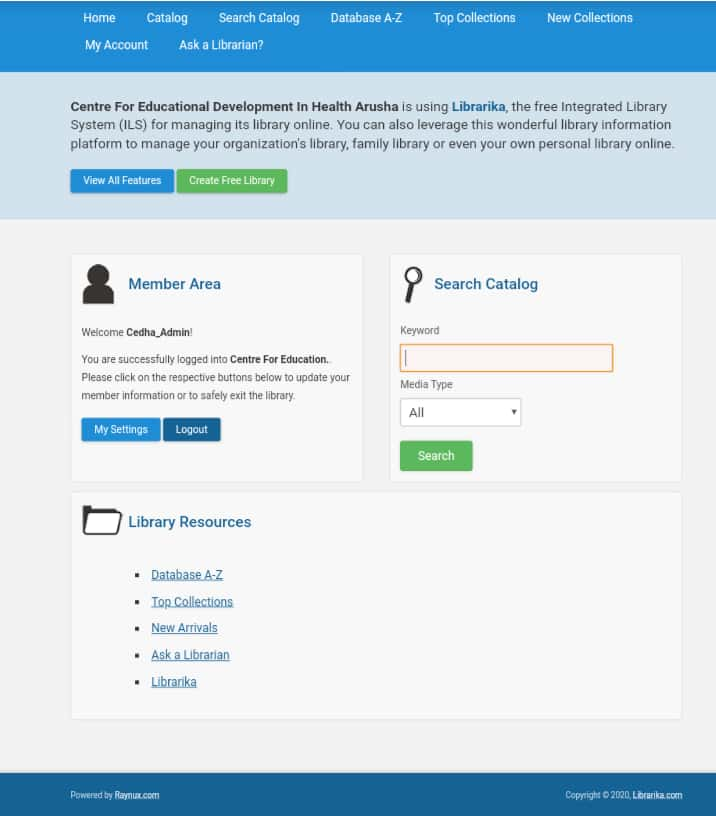 Home Catalog Search Catalog Database A-Z Top Collections New Collections
My Account Ask a Librarian?
Centre For Educational Development In Health Arusha is using Librarika, the free Integrated Library
System (ILS) for managing its library online. You can also leverage this wonderful library information
platform to manage your organization's library, family library or even your own personal library online.
View All Features Create Free Library
Member Area
Welcome Cedha_Admin!
You are successfully logged into Centre For Education..
Please click on the respective buttons below to update your
member information or to safely exit the library.
My Settings Logout
Search Catalog
Keyword
Media Type
All
Search
Library Resources
Database A-Z
Top Collections
New Arrivals
Ask a Librarian
Librarika
Powered by Raynux.com
Copyright © 2020, Librarika.com